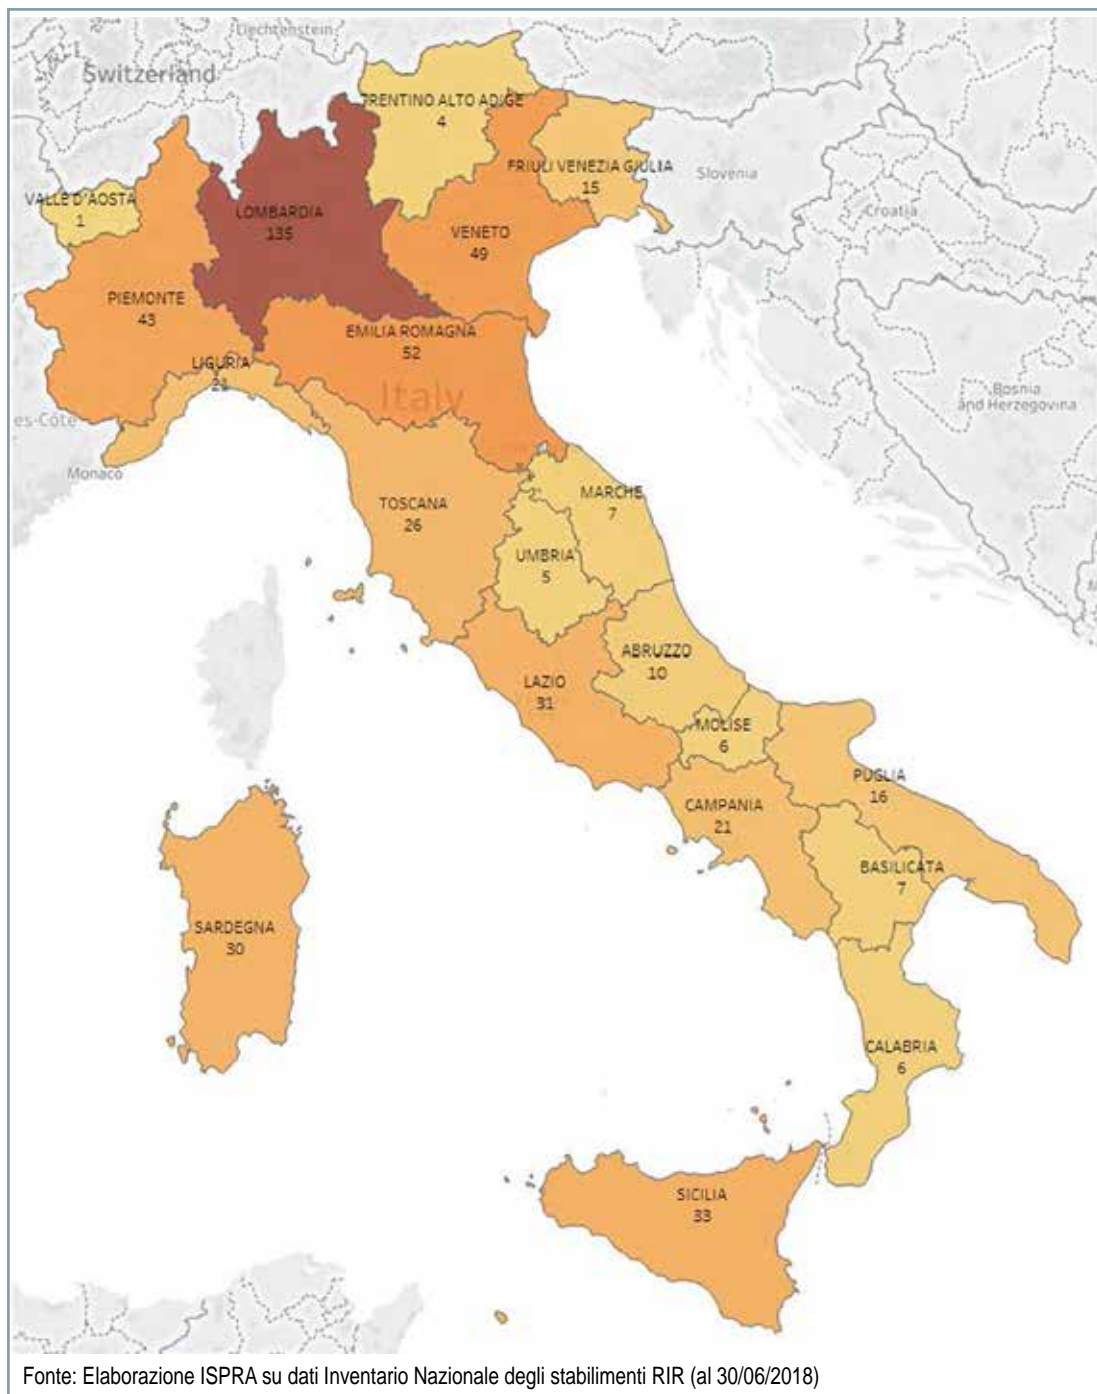 Liechtenstein
Switzerland
TRENTINO ALTO ADIGE
4
FRIULI VENEZIA GIULIA
15
Slovenia
VALLE D'AOSTA
1
LOMBARDIA
135
Croatia
VENETO
49
PIEMONTE
43
EMILIA ROMAGNA
52
LIGURIA
21
Italy
Bosnia
and Herzegovina
es-Côte
Monaco
TOSCANA
26
MARCHE
7
UMBRIA
5
ABRUZZO
10
LAZIO
31
MOLISE
6
PUGLIA
16
CAMPANIA
21
BASILICATA
7
SARDEGNA
30
CALABRIA
6
SICILIA
33
Fonte: Elaborazione ISPRA su dati Inventario Nazionale degli stabilimenti RIR (al 30/06/2018)